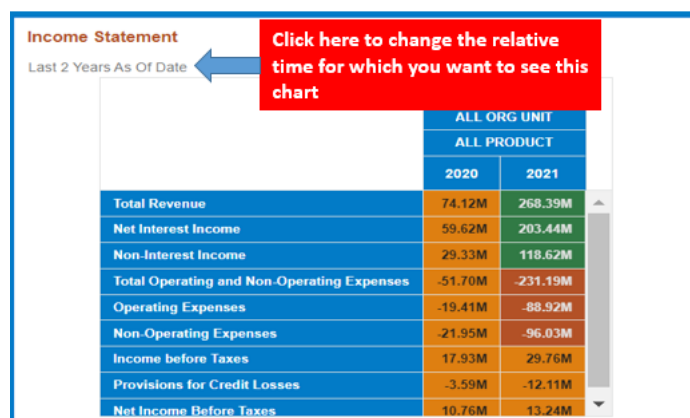 Income Statement
Last 2 Years As Of Date
Click here to change the relative
time for which you want to see this
chart
ALL ORG UNIT
ALL PRODUCT
2020 2021
Total Revenue 74.12M 268.39M
Net Interest Income 59.62M 203.44M
Non-Interest Income 29.33M 118.62M
Total Operating and Non-Operating Expenses -51.70M -231.19M
Operating Expenses -19.41M -88.92M
Non-Operating Expenses -21.95M -96.03M
Income before Taxes 17.93M 29.76M
Provisions for Credit Losses -3.59M -12.11M
Net Income Before Taxes 10.76M 13.24M